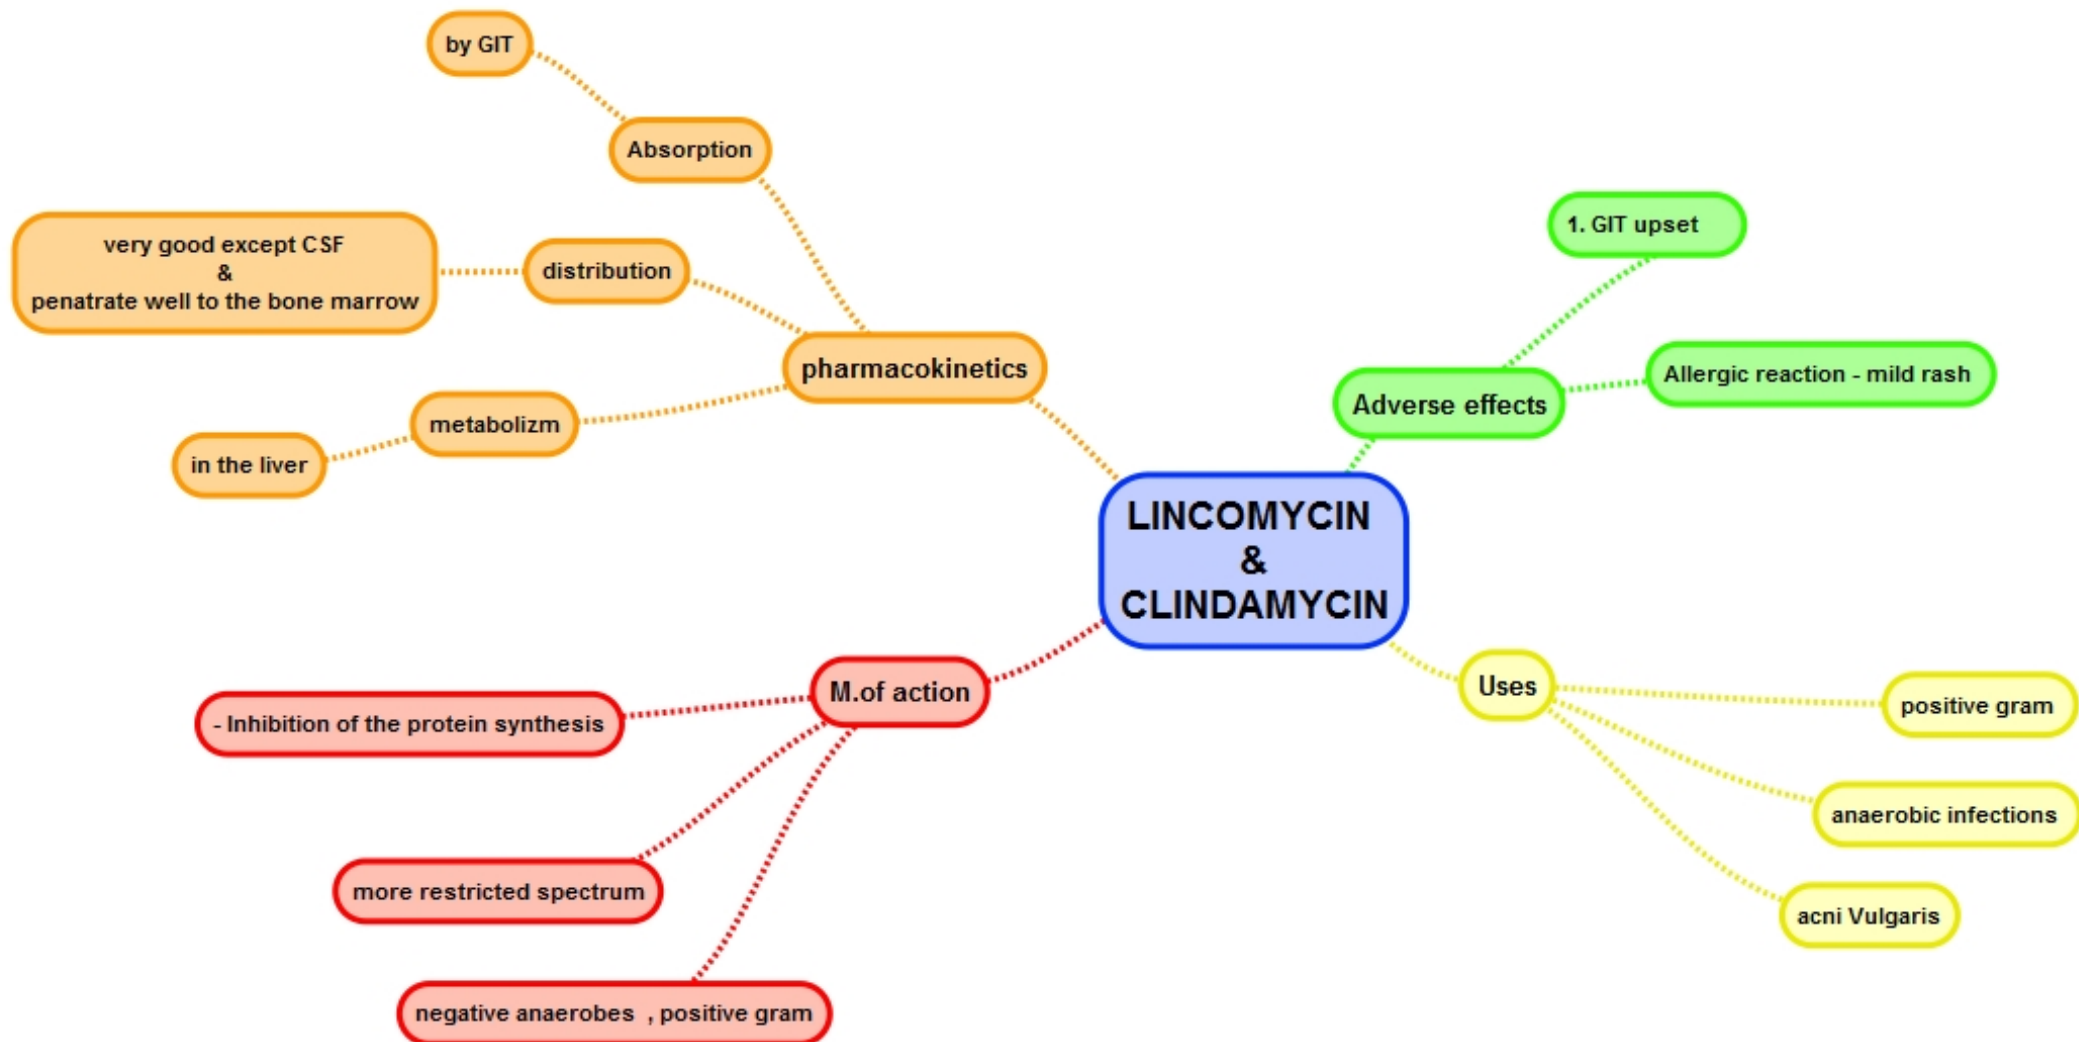 by GIT
Absorption
very good except CSF
&
penatrate well to the bone marrow
distribution
pharmacokinetics
metabolizm
in the liver
1. GIT upset
Allergic reaction - mild rash
Adverse effects
LINCOMYCIN
&
CLINDAMYCIN
M.of action
- Inhibition of the protein synthesis
more restricted spectrum
negative anaerobes , positive gram
Uses
positive gram
anaerobic infections
acni Vulgaris